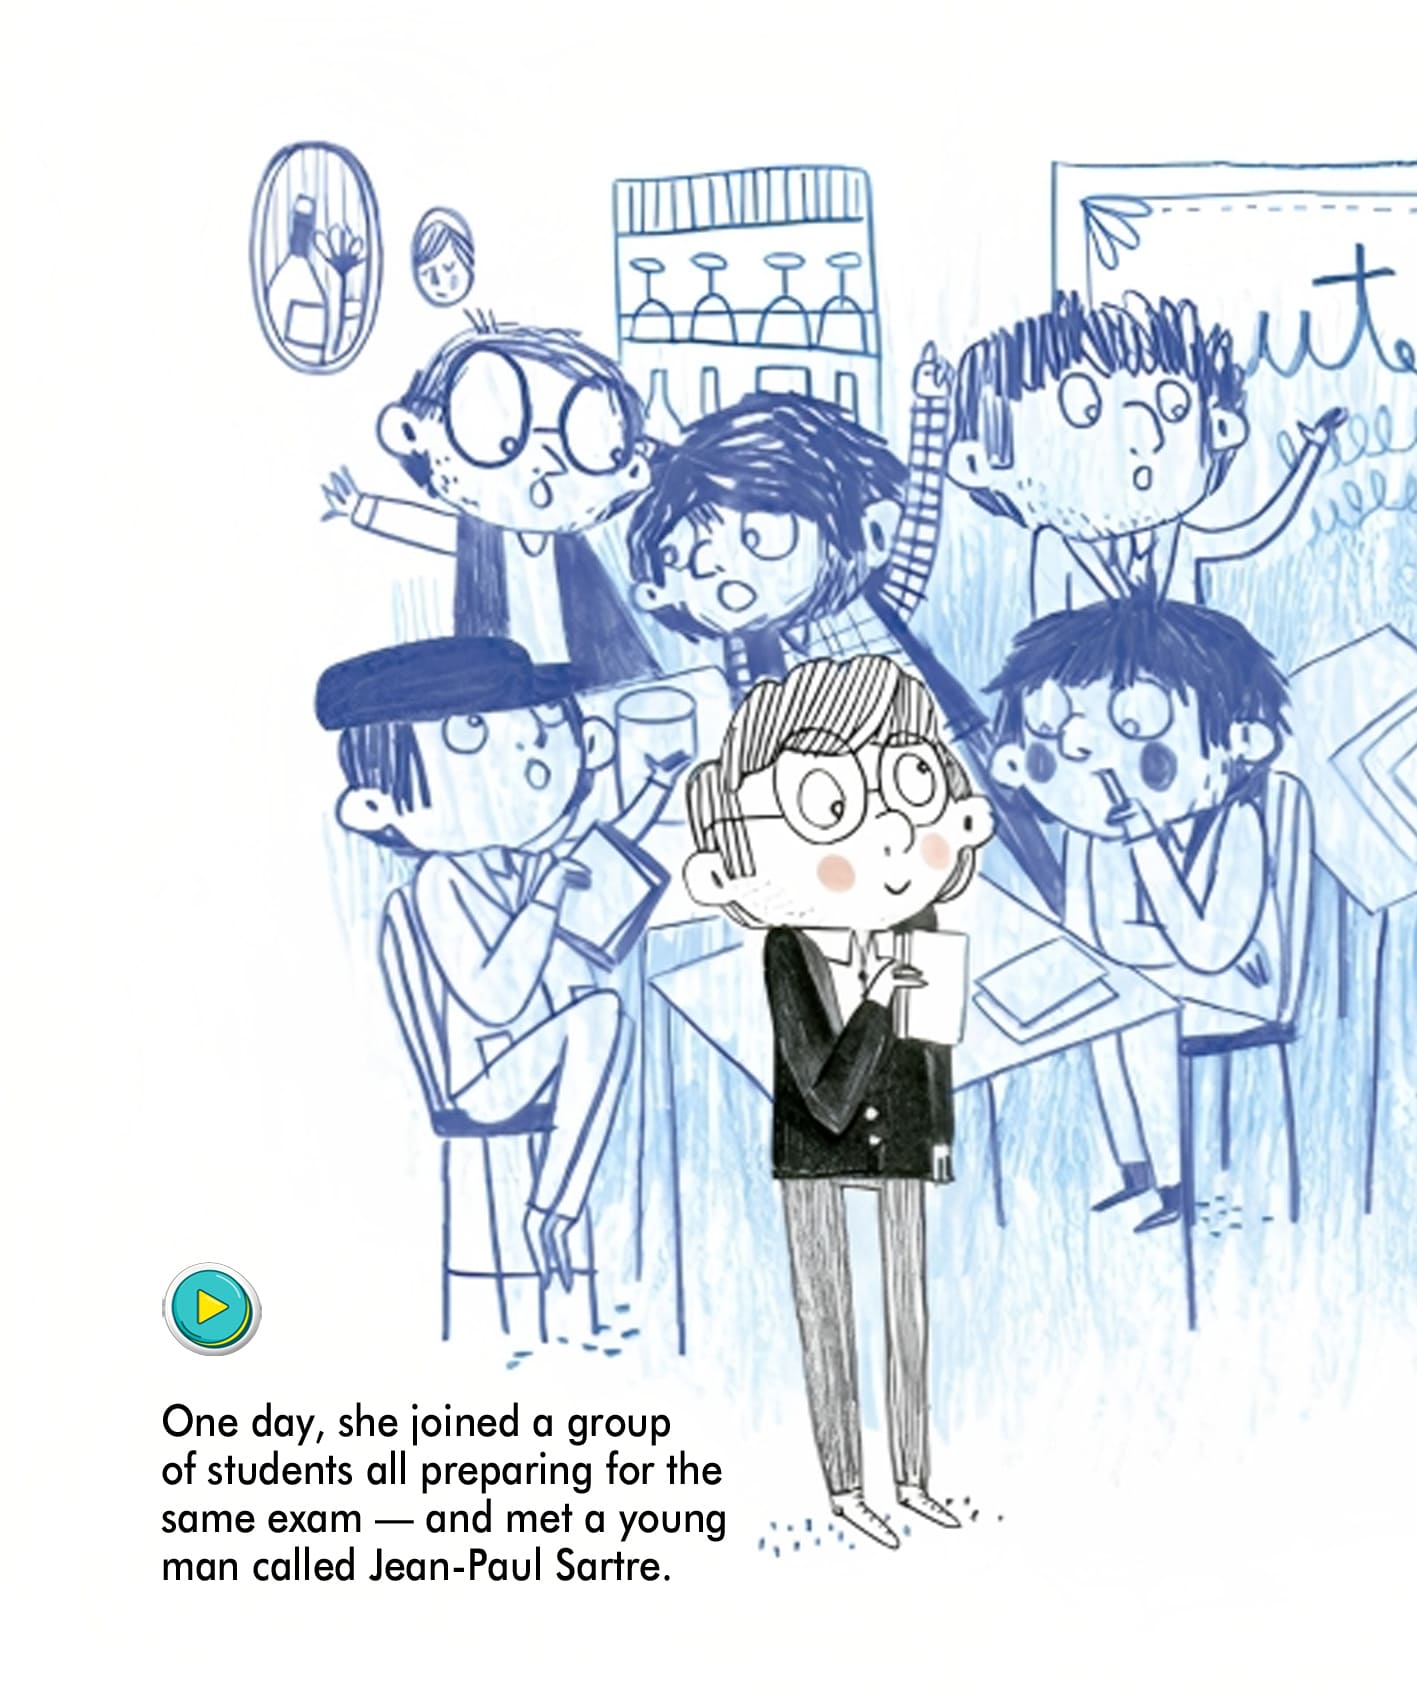 ut
One day, she joined a group
of students all preparing for the
same exam — and met a young
man called Jean-Paul Sartre.